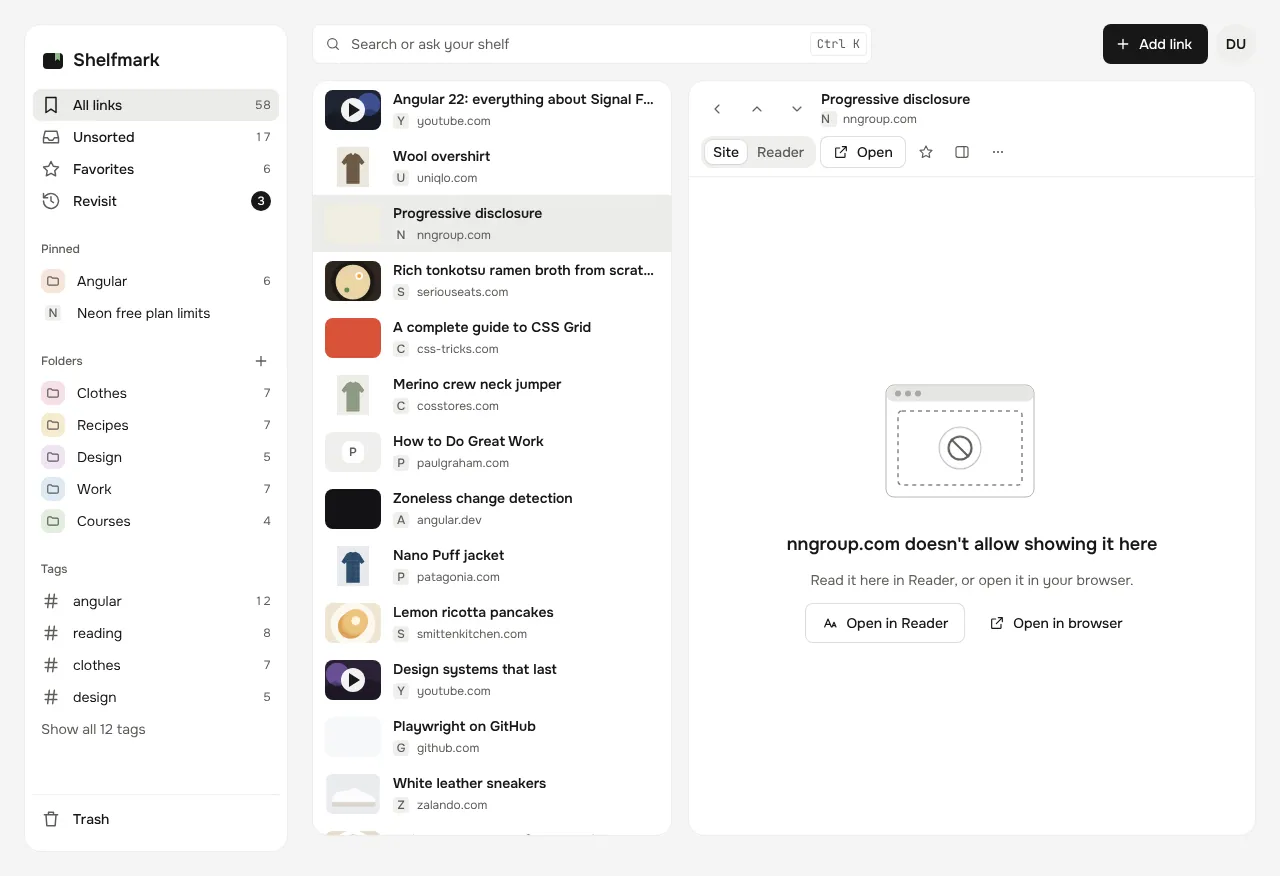 Shelfmark
All links 58
Unsorted 17
Favorites 6
Revisit 3
Pinned
Angular 6
N Neon free plan limits
Folders
Clothes 7
Recipes 7
Design 5
Work 7
Courses 4
Tags
angular 12
reading 8
clothes 7
design 5
Show all 12 tags
Trash
Search or ask your shelf Ctrl K
Add link
DU
Angular 22: everything about Signal F…
Y youtube.com
Wool overshirt
U uniqlo.com
Progressive disclosure
N nngroup.com
Rich tonkotsu ramen broth from scrat…
S seriouseats.com
A complete guide to CSS Grid
C css-tricks.com
Merino crew neck jumper
C cosstores.com
P
How to Do Great Work
P paulgraham.com
Zoneless change detection
A angular.dev
Nano Puff jacket
P patagonia.com
Lemon ricotta pancakes
S smittenkitchen.com
Design systems that last
Y youtube.com
Playwright on GitHub
G github.com
White leather sneakers
Z zalando.com
Progressive disclosure
N nngroup.com
Site Reader Open
nngroup.com doesn't allow showing it here
Read it here in Reader, or open it in your browser.
AA Open in Reader Open in browser